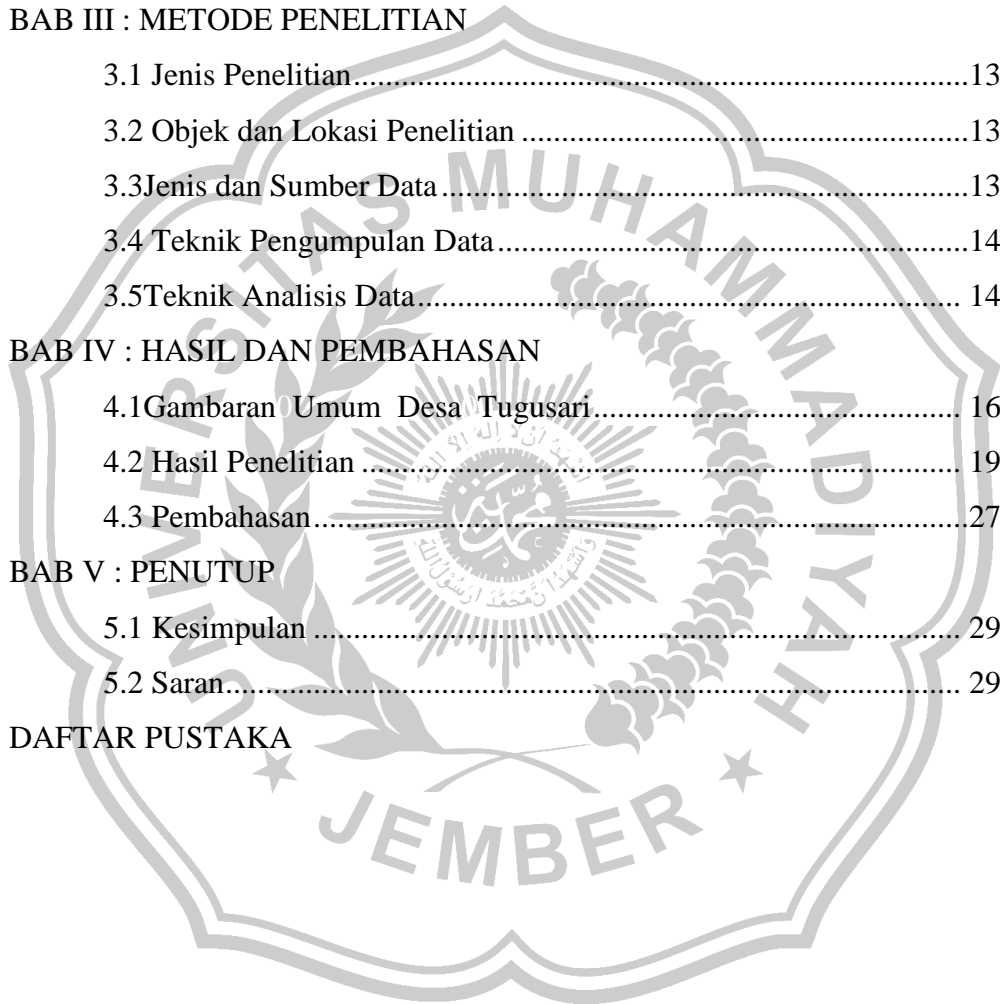 BAB III : METODE PENELITIAN
3.1 Jenis Penelitian.......................................................................13
3.2 Objek dan Lokasi Penelitian ...................................................13
3.3Jenis dan Sumber Data ............................................................13
3.4 Teknik Pengumpulan Data......................................................14
3.5Teknik Analisis Data............................................................... 14
BAB IV : HASIL DAN PEMBAHASAN
4.1Gambaran Umum Desa Tugusari............................................ 16
4.2 Hasil Penelitian ..................................................................... 19
4.3 Pembahasan...........................................................................27
BAB V : PENUTUP
5.1 Kesimpulan ........................................................................... 29
5.2 Saran..................................................................................... 29
DAFTAR PUSTAKA
UNIVERSITAS MUHAMMADIYAH
JEMBER